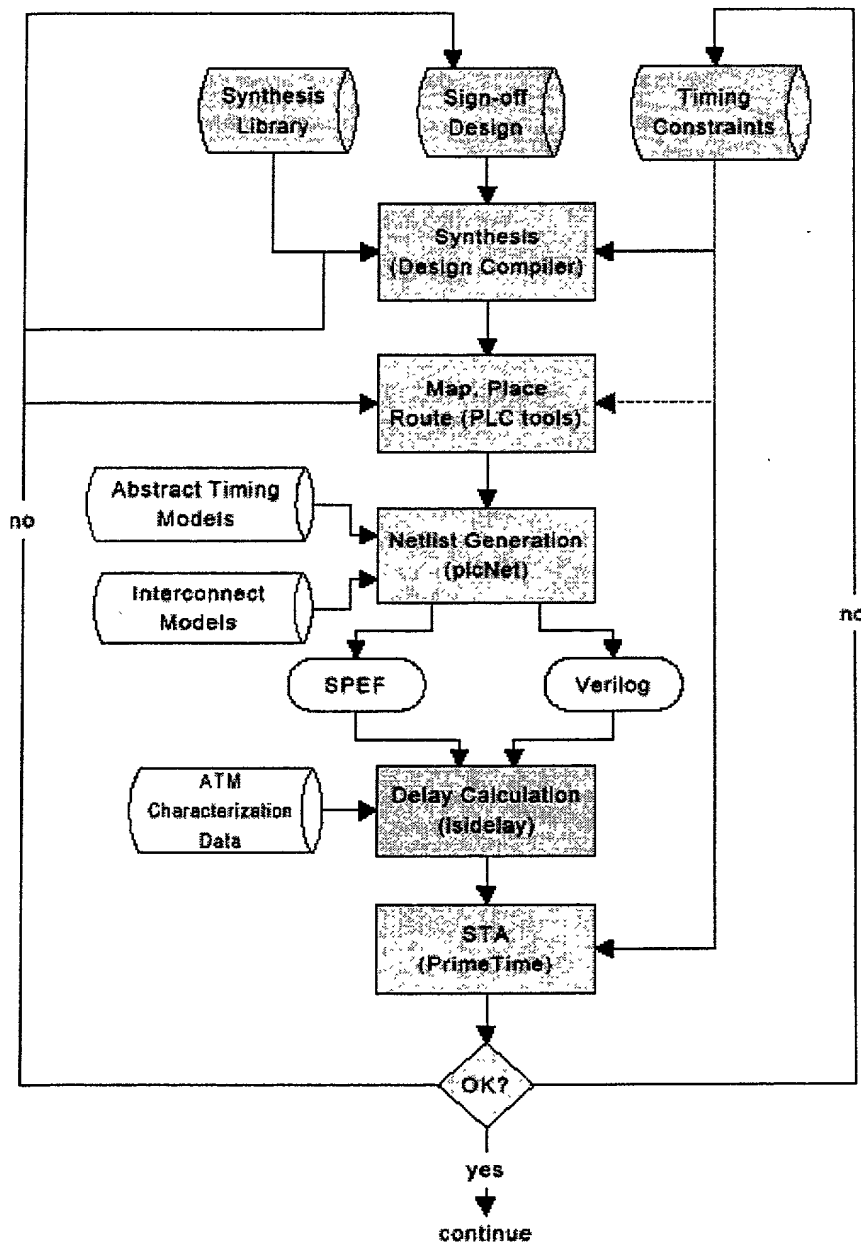 Synthesis
Library
Sign-off
Design
Timing
Constraints
Synthesis
(Design Compiler)
Map, Place
Route (PLC tools)
Abstract Timing
Models
no
Netlist Generation
(plcNet)
Interconnect
Models
no
SPEF
Verilog
ATM
Characterization
Data
Delay Calculation
(lsidelay)
STA
(PrimeTime)
OK?
yes
continue